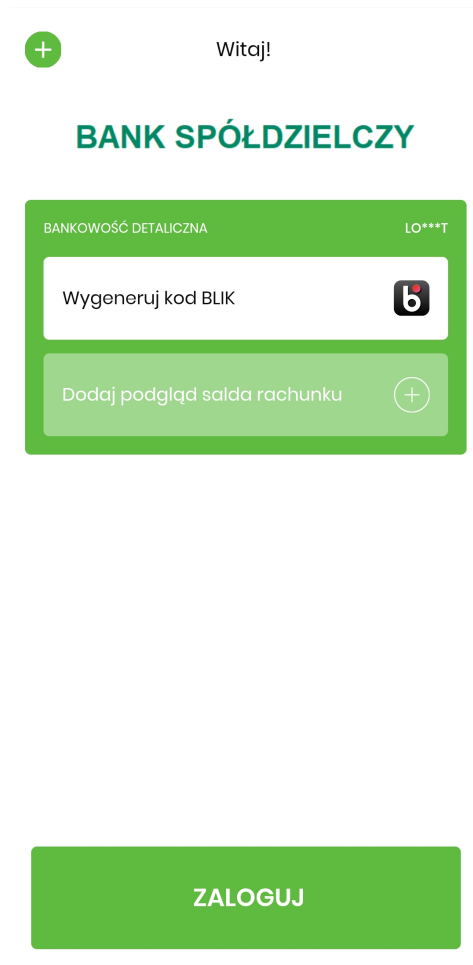 Witaj!
BANK SPÓŁDZIELCZY
BANKOWOŚĆ DETALICZNA LO***T
Wygeneruj kod BLIK
Dodaj podgląd salda rachunku
ZALOGUJ